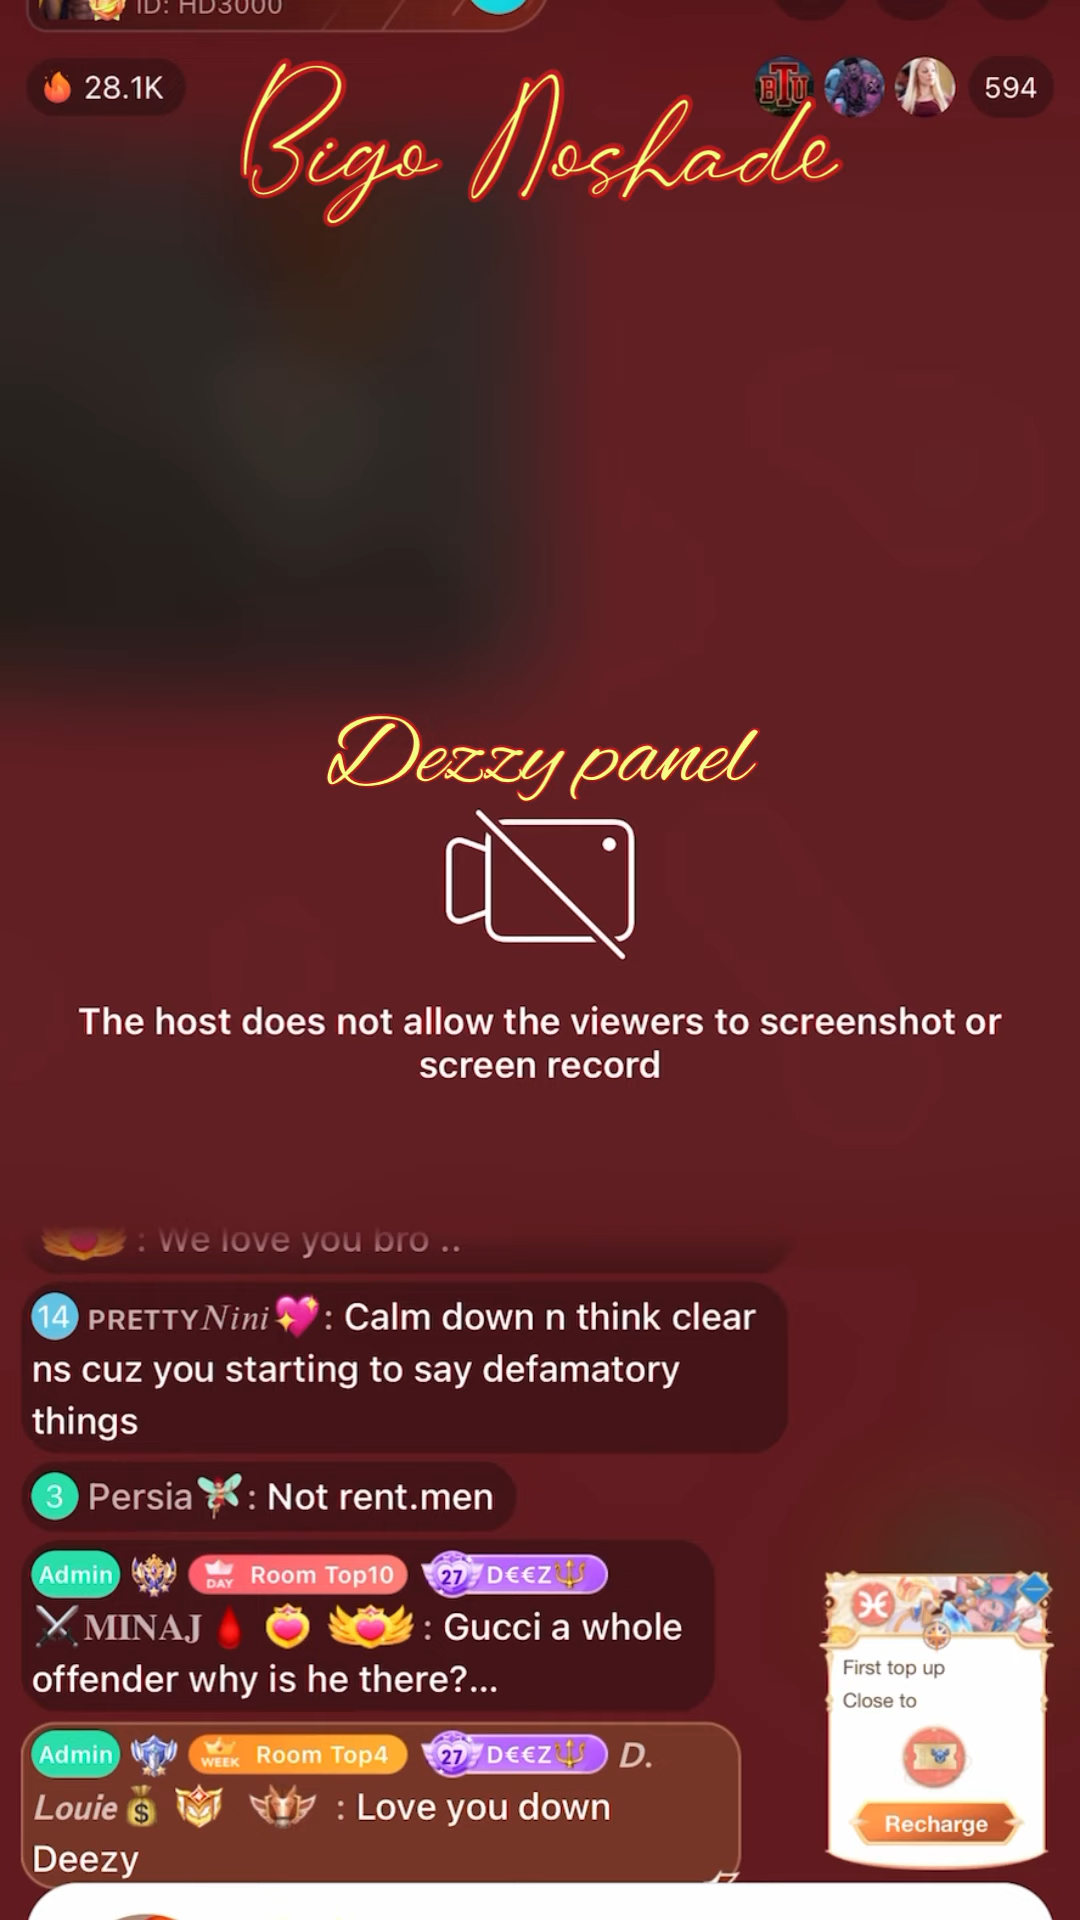 ID: HD3000
28.1K
BTU
594
Bigo Noshade
Dezzy panel
The host does not allow the viewers to screenshot or
screen record
: We love you bro ..
14 PRETTYNini💖: Calm down n think clear
ns cuz you starting to say defamatory
things
3 Persia🧚: Not rent.men
Admin DAY Room Top10 27 D€€Z🔱
⚔️MINAJ🩸 : Gucci a whole
offender why is he there?...
Admin WEEK Room Top4 27 D€€Z🔱 D.
Louie💰 : Love you down
Deezy
First top up
Close to
Recharge